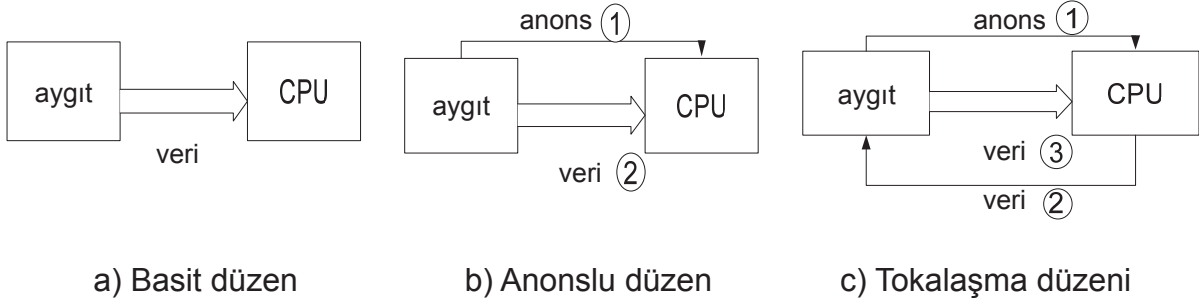 aygıt
CPU
veri
a) Basit düzen
anons 1
aygıt
CPU
veri 2
b) Anonslu düzen
anons 1
aygıt
CPU
veri 3
veri 2
c) Tokalaşma düzeni